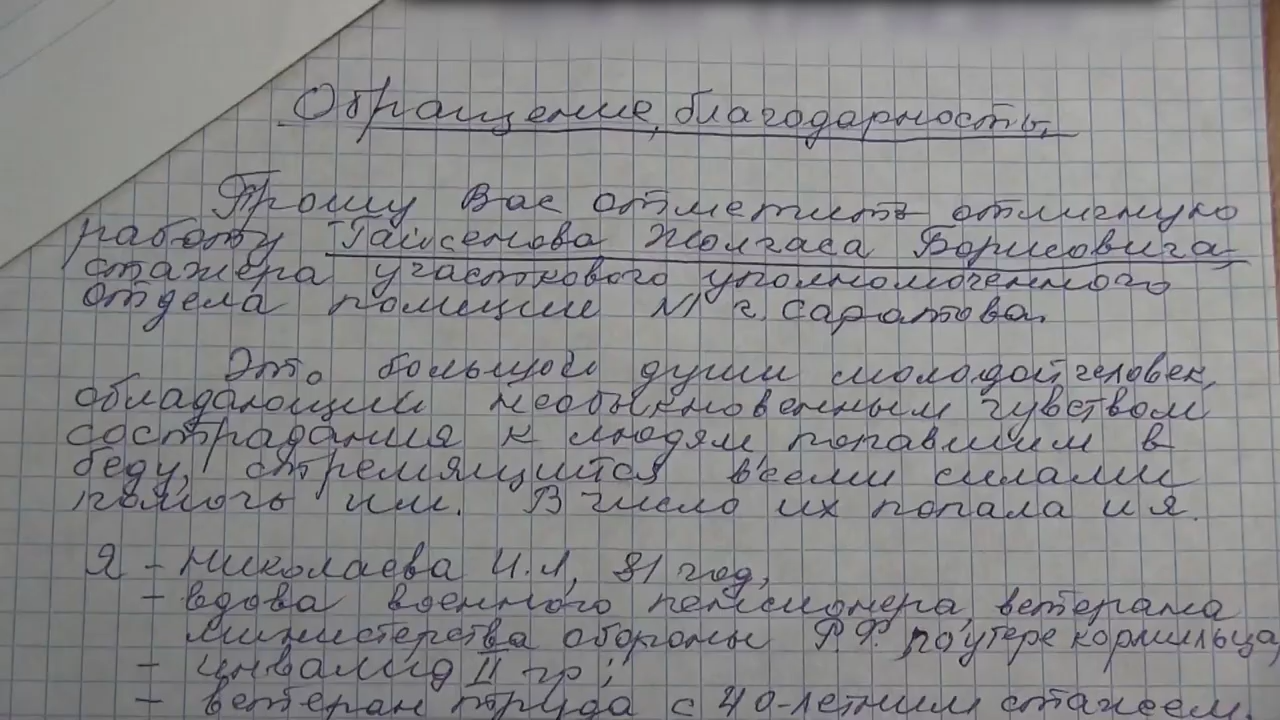 Обращение, благодарность.
Прошу Вас отметить отличную
работу Гайсенова Жолгаса Борисовича
стажера участкового уполномоченного
отдела полиции N1 г. Саратова.
Это большой души молодой человек,
обладающий необыкновенным чувством
сострадания к людям попавшим в
беду, стремящийся всеми силами
помочь им. В число их попала и я.
Я - Николаева И.Л, 81 год,
- вдова военного пенсионера, ветерана
министерства обороны РФ по утере кормильца,
- инвалид II гр;
- ветеран труда с 40-летним стажем.